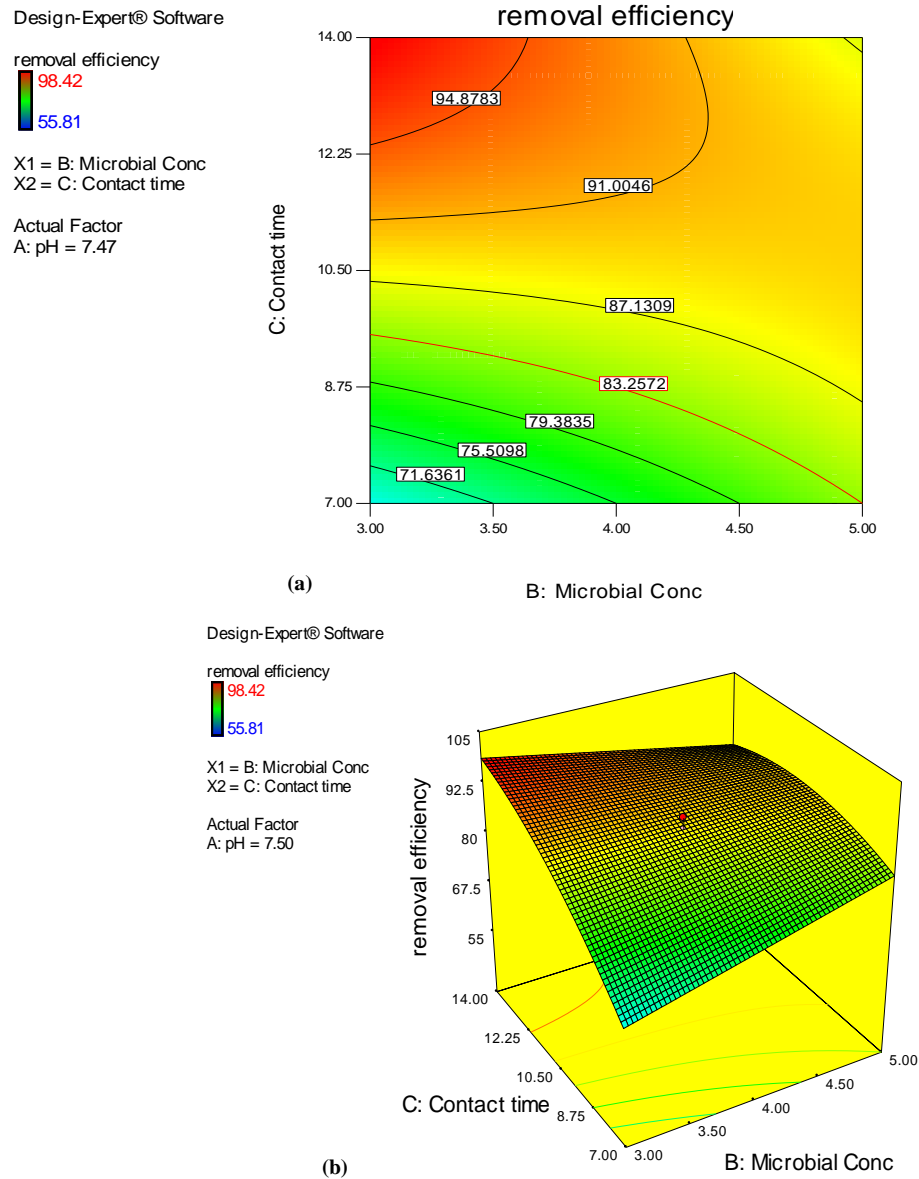 Design-Expert® Software
removal efficiency
98.42
55.81
X1 = B: Microbial Conc
X2 = C: Contact time
Actual Factor
A: pH = 7.47
removal efficiency
14.00
12.25
10.50
8.75
7.00
C: Contact time
94.8783
91.0046
87.1309
83.2572
79.3835
75.5098
71.6361
3.00 3.50 4.00 4.50 5.00
B: Microbial Conc
(a)
Design-Expert® Software
removal efficiency
98.42
55.81
X1 = B: Microbial Conc
X2 = C: Contact time
Actual Factor
A: pH = 7.50
105
92.5
80
67.5
55
removal efficiency
14.00
12.25
10.50
8.75
7.00
C: Contact time
3.00
3.50
4.00
4.50
5.00
B: Microbial Conc
(b)